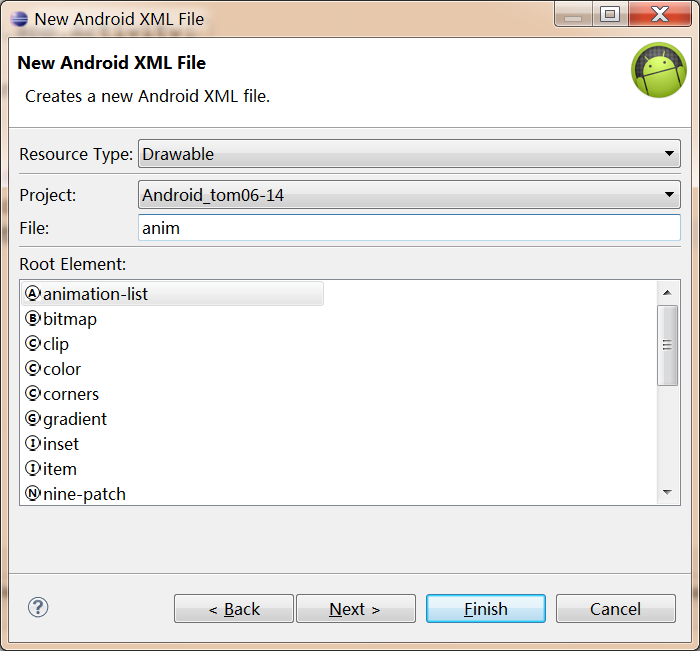 New Android XML File
New Android XML File
Creates a new Android XML file.
Resource Type: Drawable
Project: Android_tom06-14
File: anim
Root Element:
A animation-list
B bitmap
C clip
C color
C corners
G gradient
I inset
I item
N nine-patch
? < Back Next > Finish Cancel